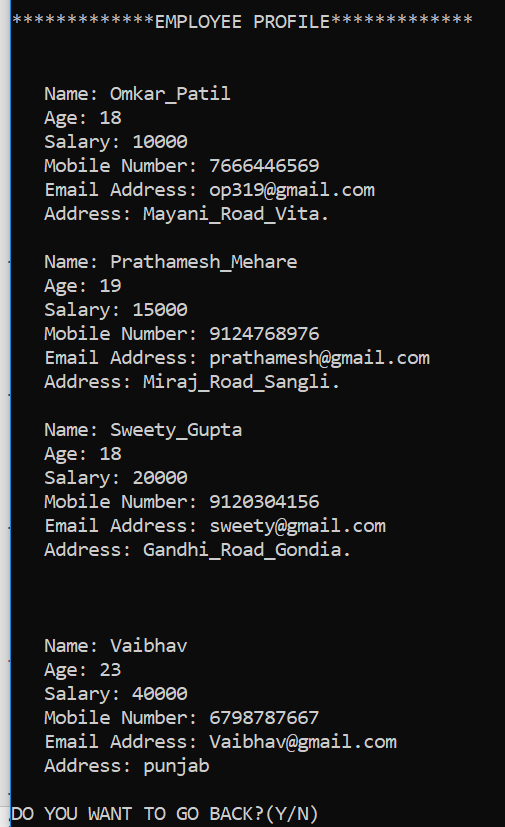 *************EMPLOYEE PROFILE*************
Name: Omkar_Patil
Age: 18
Salary: 10000
Mobile Number: 7666446569
Email Address: op319@gmail.com
Address: Mayani_Road_Vita.
Name: Prathamesh_Mehare
Age: 19
Salary: 15000
Mobile Number: 9124768976
Email Address: prathamesh@gmail.com
Address: Miraj_Road_Sangli.
Name: Sweety_Gupta
Age: 18
Salary: 20000
Mobile Number: 9120304156
Email Address: sweety@gmail.com
Address: Gandhi_Road_Gondia.
Name: Vaibhav
Age: 23
Salary: 40000
Mobile Number: 6798787667
Email Address: Vaibhav@gmail.com
Address: punjab
DO YOU WANT TO GO BACK?(Y/N)